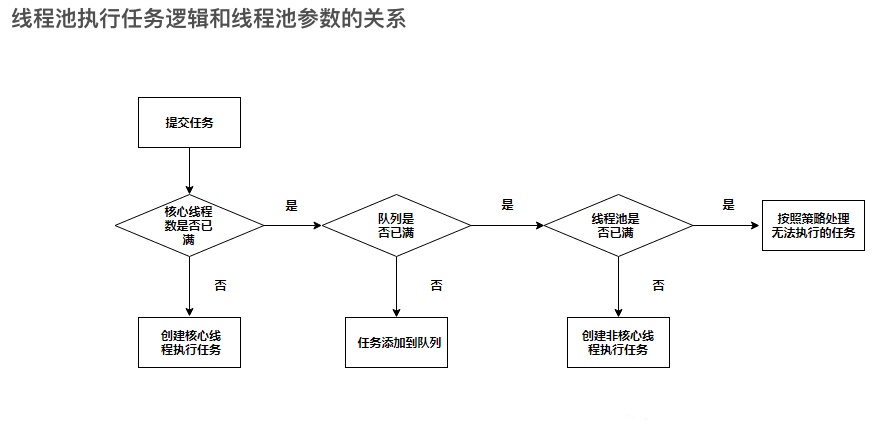 线程池执行任务逻辑和线程池参数的关系
提交任务
核心线程
数是否已
满
是
队列是
否已满
是
线程池是
否已满
是
按照策略处理
无法执行的任务
否
否
否
创建核心线
程执行任务
任务添加到队列
创建非核心线
程执行任务